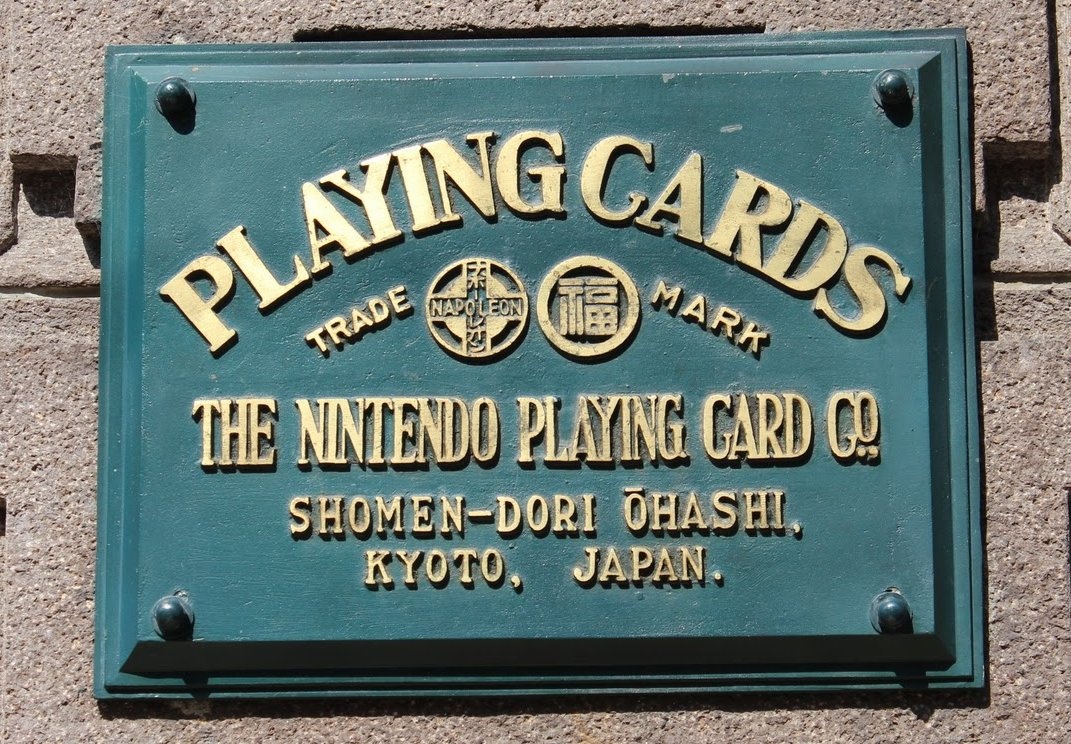 PLAYING CARDS
TRADE NAPOLEON 福 MARK
THE NINTENDO PLAYING CARD CO.,
SHOMEN-DORI ŌHASHI,
KYOTO, JAPAN.